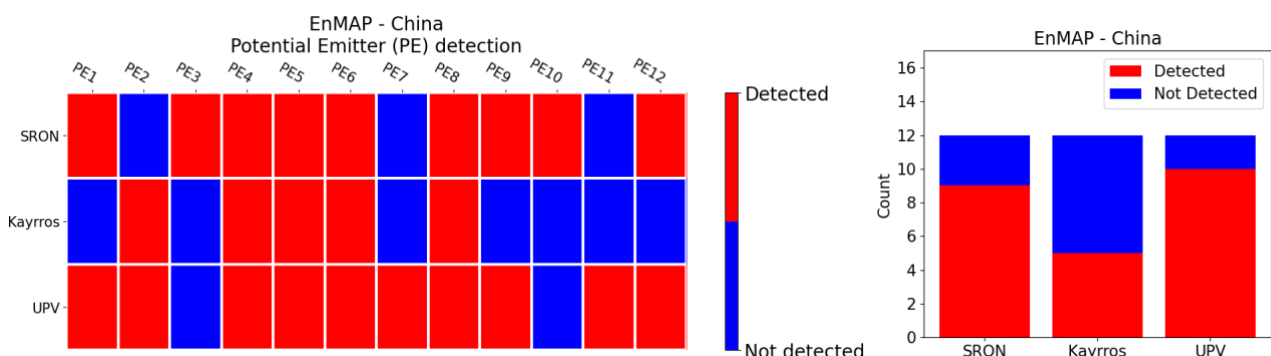 EnMAP - China
Potential Emitter (PE) detection
PE1 PE2 PE3 PE4 PE5 PE6 PE7 PE8 PE9 PE10 PE11 PE12
SRON
Kayrros
UPV
Detected
Not detected
EnMAP - China
Detected
Not Detected
Count
16
14
12
10
8
6
4
2
0
SRON Kayrros UPV